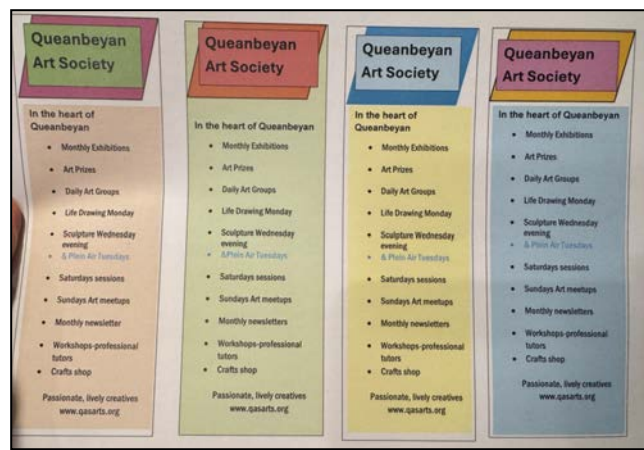 Queanbeyan
Art Society
In the heart of
Queanbeyan
• Monthly Exhibitions
• Art Prizes
• Daily Art Groups
• Life Drawing Monday
• Sculpture Wednesday
evening
• & Plein Air Tuesdays
• Saturdays sessions
• Sundays Art meetups
• Monthly newsletter
• Workshops-professional
tutors
• Crafts shop
Passionate, lively creatives
www.qasarts.org
Queanbeyan
Art Society
In the heart of Queanbeyan
• Monthly Exhibitions
• Art Prizes
• Daily Art Groups
• Life Drawing Monday
• Sculpture Wednesday
evening
• &Plein Air Tuesdays
• Saturdays sessions
• Sundays Art meetups
• Monthly newsletters
• Workshops-professional
tutors
• Crafts shop
Passionate, lively creatives
www.qasarts.org
Queanbeyan
Art Society
In the heart of
Queanbeyan
• Monthly Exhibitions
• Art Prizes
• Daily Art Groups
• Life Drawing Monday
• Sculpture Wednesday
evening
• & Plein Air Tuesdays
• Saturdays sessions
• Sundays Art meetups
• Monthly newsletters
• Workshops-professional
tutors
• Crafts shop
Passionate, lively creatives
www.qasarts.org
Queanbeyan
Art Society
In the heart of Queanbeyan
• Monthly Exhibitions
• Art Prizes
• Daily Art Groups
• Life Drawing Monday
• Sculpture Wednesday
evening
• & Plein Air Tuesdays
• Saturdays sessions
• Sundays Art meetups
• Monthly newsletters
• Workshops-professional
tutors
• Crafts shop
Passionate, lively creatives
www.qasarts.org